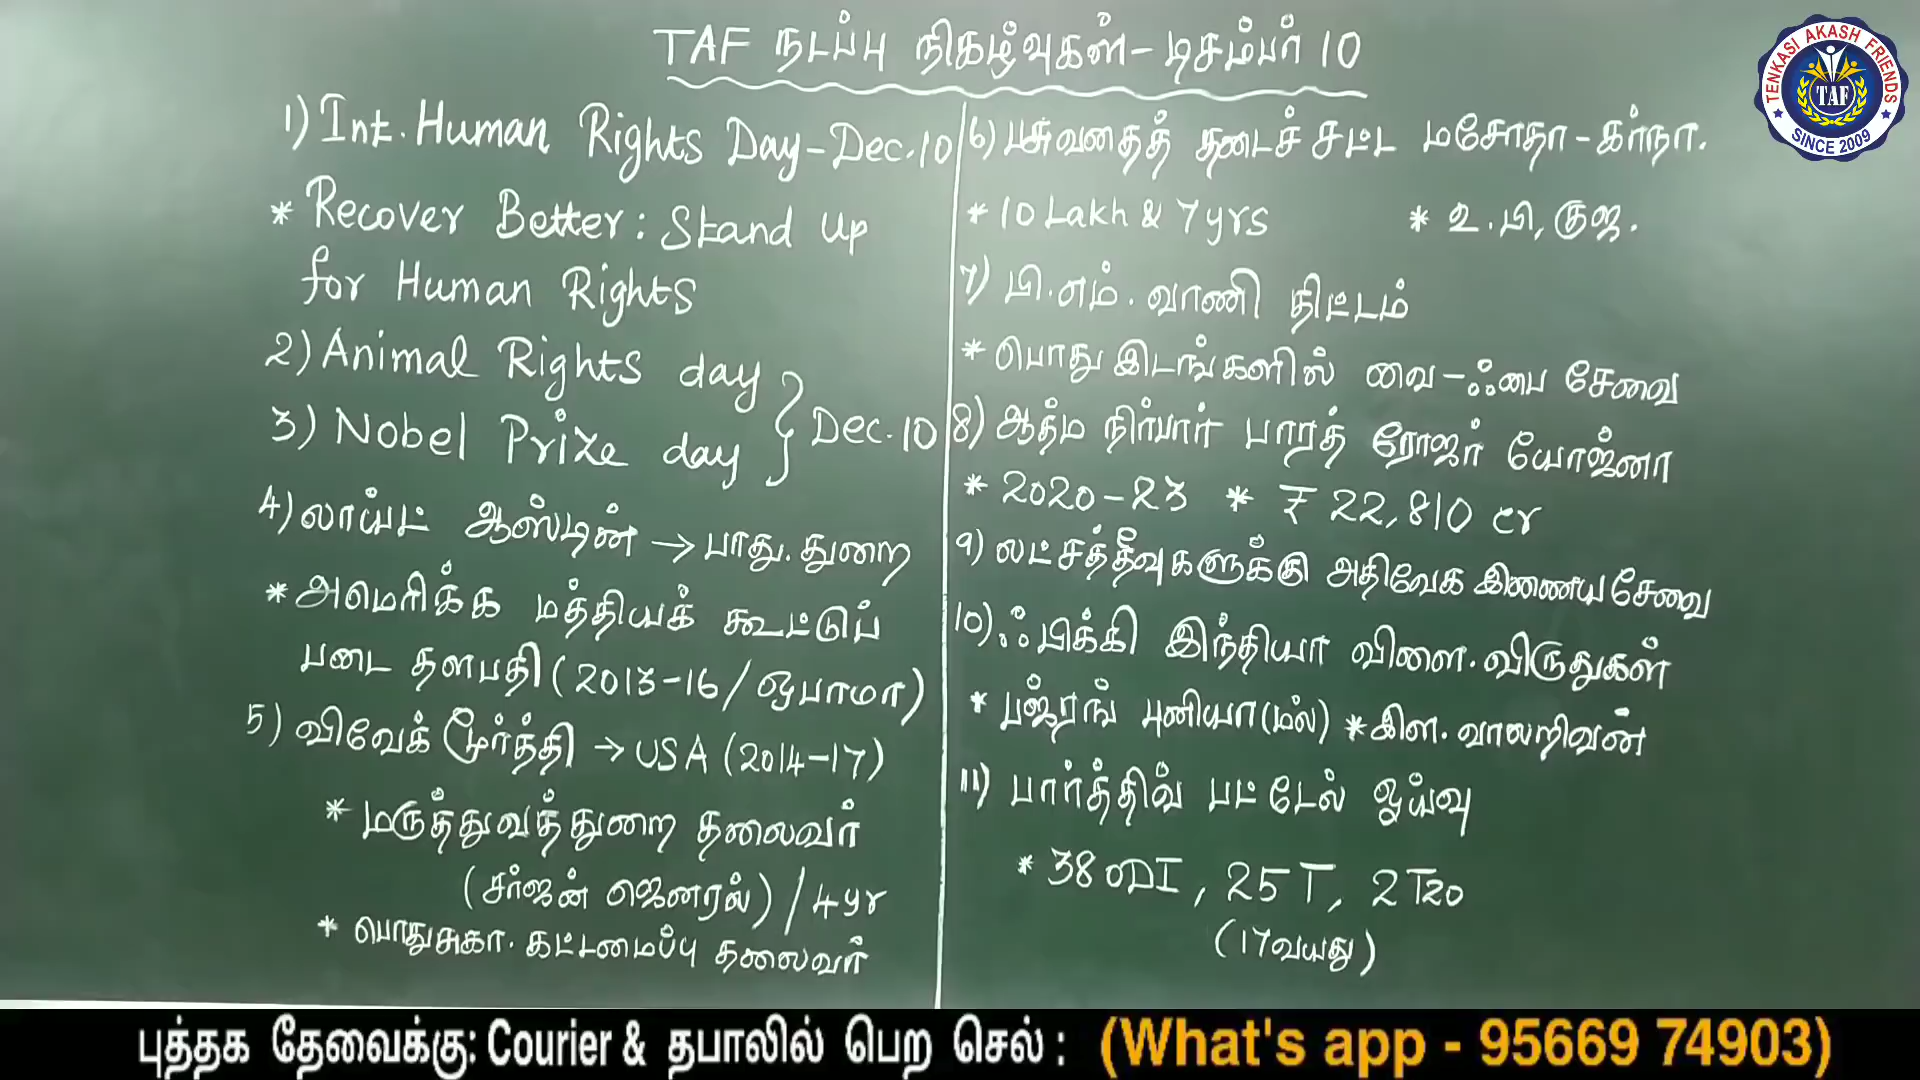 TAF நடப்பு நிகழ்வுகள் - டிசம்பர் 10
1) Int. Human Rights Day - Dec. 10
* Recover Better : Stand Up
for Human Rights
2) Animal Rights day
3) Nobel Prize day } Dec. 10
4) லாய்ட் ஆஸ்டின் → பாது. துறை
* அமெரிக்க மத்தியக் கூட்டுப்
படை தளபதி (2013-16 / ஒபாமா)
5) விவேக் மூர்த்தி → USA (2014-17)
* மருத்துவத்துறை தலைவர்
(சர்ஜன் ஜெனரல்) / 4yr
* பொதுசுகா. கட்டமைப்பு தலைவர்
6) பசுவதைத் தடைச் சட்ட மசோதா - கர்நா.
* 10 Lakh & 7 yrs * உ.பி, குஜ.
7) பி.எம். வாணி திட்டம்
* பொது இடங்களில் வை-ஃபை சேவை
8) ஆத்ம நிர்பார் பாரத் ரோஜர் யோஜ்னா
* 2020-23 * ₹ 22,810 cr
9) லட்சத்தீவுகளுக்கு அதிவேக இணைய சேவை
10) ஃபிக்கி இந்தியா விளை. விருதுகள்
* பஜ்ரங் புனியா (மல்) * இள. வாலறிவன்
11) பார்த்திவ் பட்டேல் ஓய்வு
* 38 ODI, 25 T, 2 T20
(17 வயது)
TENKASI AKASH FRIENDS
TAF
SINCE 2009
புத்தக தேவைக்கு: Courier & தபாலில் பெற செல் : (What's app - 95669 74903)